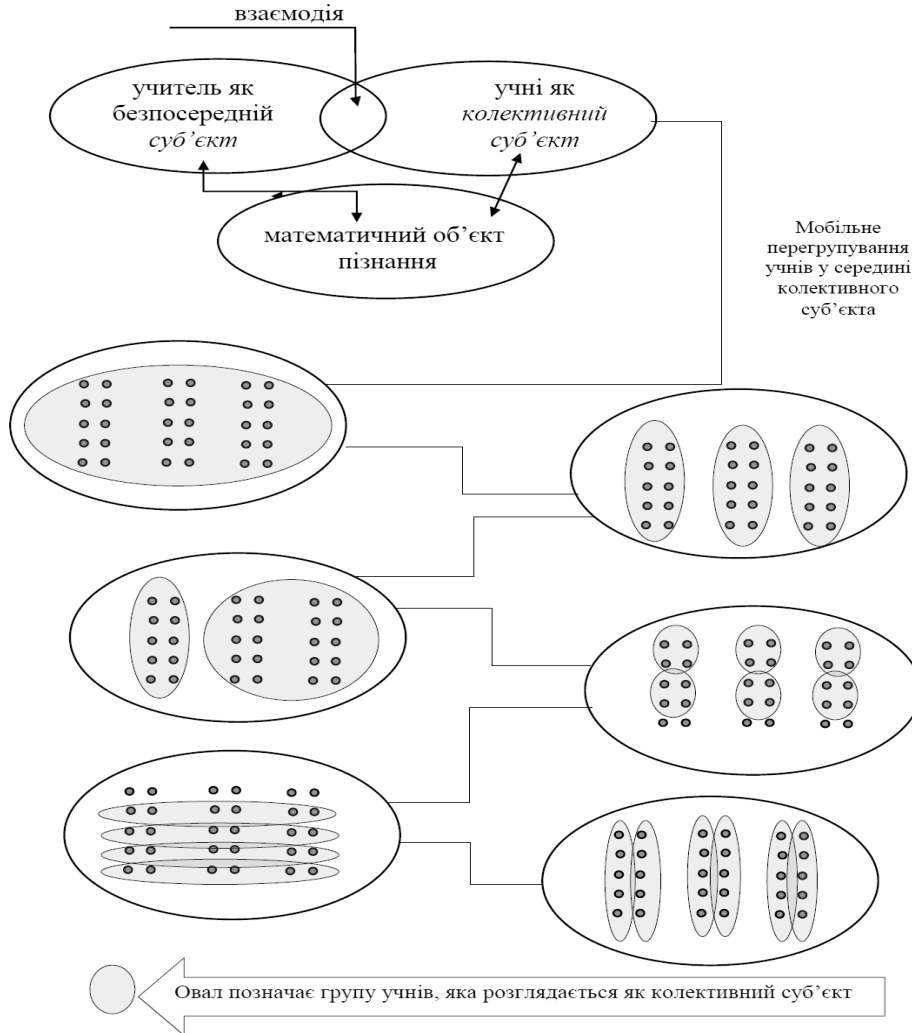 взаємодія
учитель як
безпосередній
суб’єкт
учні як
колективний
суб’єкт
математичний об’єкт
пізнання
Мобільне
перегрупування
учнів у середині
колективного
суб’єкта
Овал позначає групу учнів, яка розглядається як колективний суб’єкт